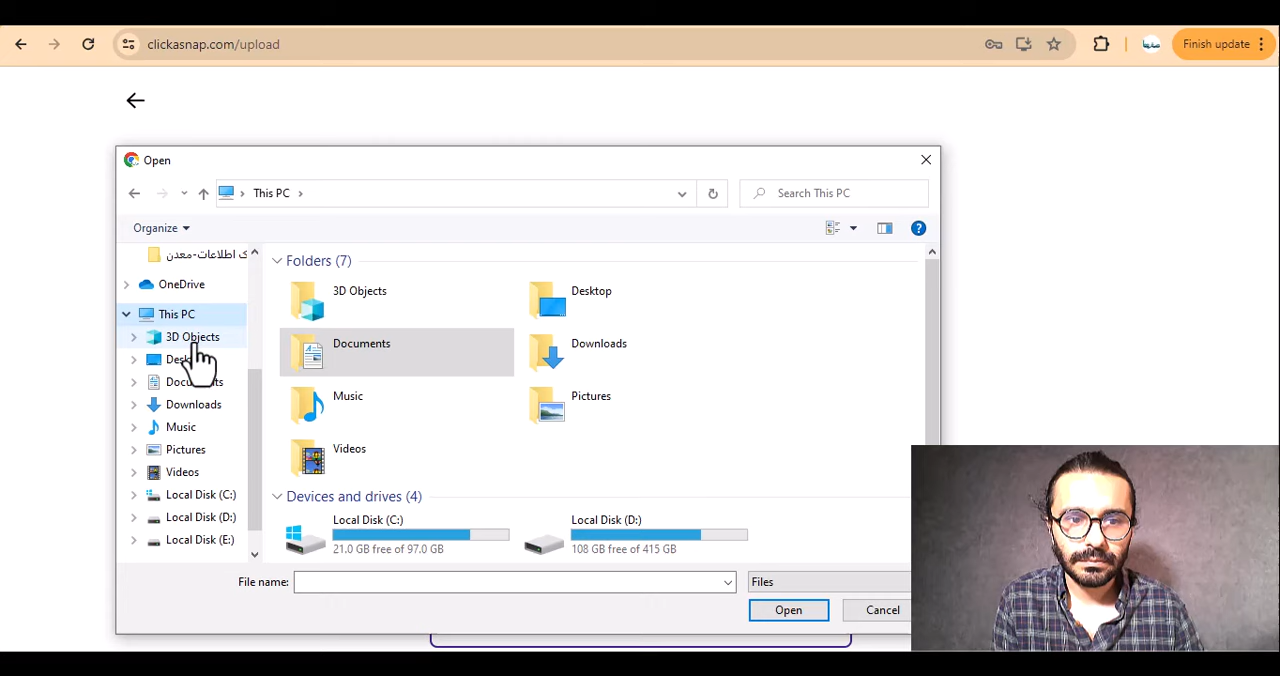 clickasnap.com/upload
Finish update
Open
This PC
Search This PC
Organize
ک اطلاعات-معدن
OneDrive
This PC
3D Objects
Documents
Downloads
Music
Pictures
Videos
Local Disk (C:)
Local Disk (D:)
Local Disk (E:)
Folders (7)
3D Objects
Desktop
Documents
Downloads
Music
Pictures
Videos
Devices and drives (4)
Local Disk (C:)
21.0 GB free of 97.0 GB
Local Disk (D:)
108 GB free of 415 GB
File name:
Files
Open
Cancel